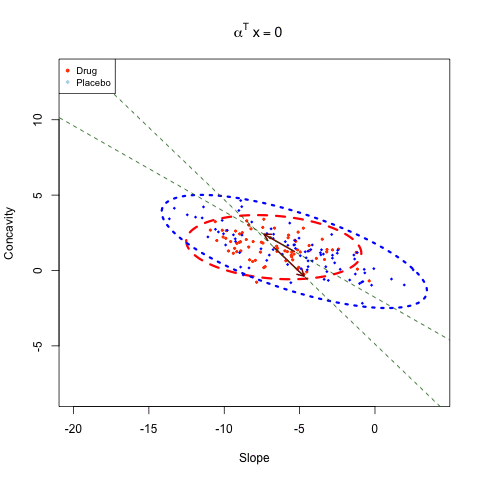 α^T x = 0
Drug
Placebo
10
5
0
-5
Concavity
-20 -15 -10 -5 0
Slope